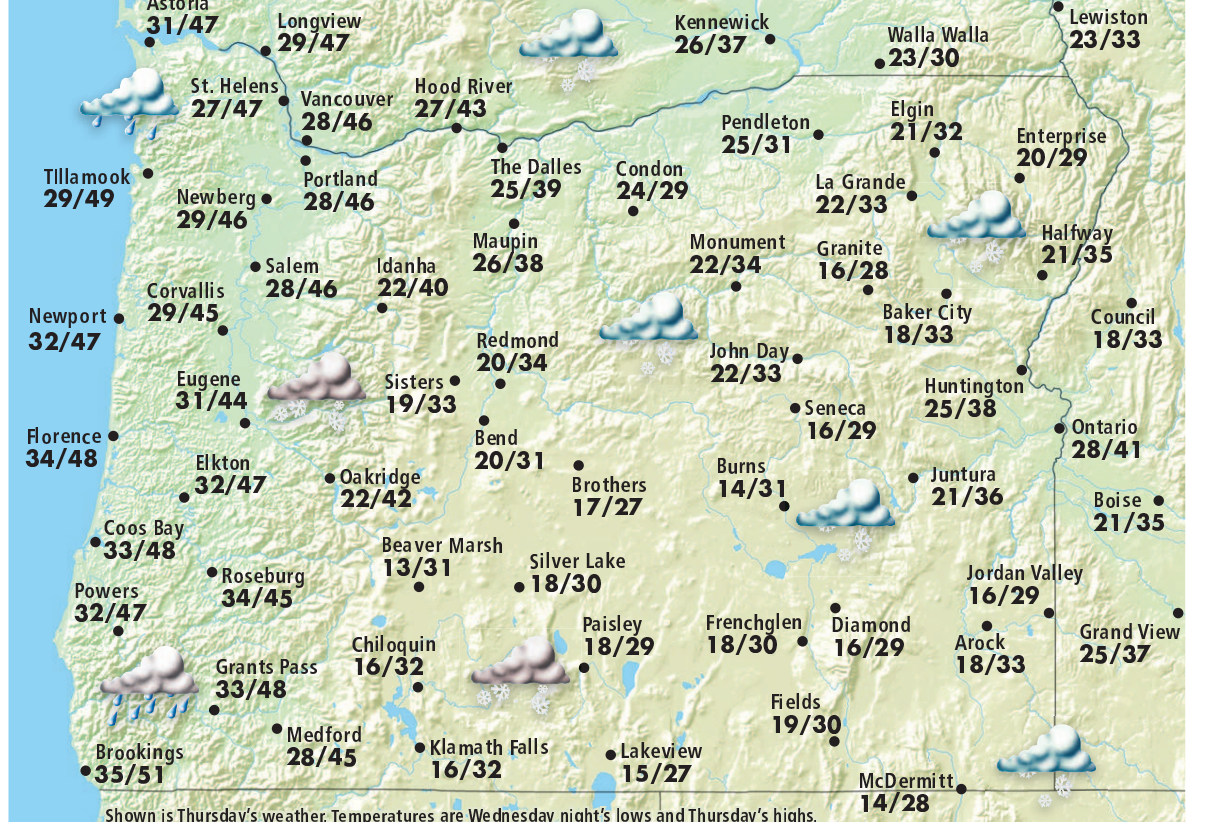 Astoria
31/47
Longview
29/47
Kennewick
26/37
Walla Walla
23/30
Lewiston
23/33
St. Helens
27/47
Vancouver
28/46
Hood River
27/43
Pendleton
25/31
Elgin
21/32
Enterprise
20/29
TIllamook
29/49
Newberg
29/46
Portland
28/46
The Dalles
25/39
Condon
24/29
La Grande
22/33
Maupin
26/38
Monument
22/34
Granite
16/28
Halfway
21/35
Salem
28/46
Idanha
22/40
Corvallis
29/45
Newport
32/47
Baker City
18/33
Council
18/33
Redmond
20/34
John Day
22/33
Eugene
31/44
Sisters
19/33
Huntington
25/38
Seneca
16/29
Ontario
28/41
Florence
34/48
Bend
20/31
Elkton
32/47
Oakridge
22/42
Brothers
17/27
Burns
14/31
Juntura
21/36
Boise
21/35
Coos Bay
33/48
Beaver Marsh
13/31
Silver Lake
18/30
Roseburg
34/45
Powers
32/47
Jordan Valley
16/29
Paisley
18/29
Frenchglen
18/30
Diamond
16/29
Arock
18/33
Grand View
25/37
Chiloquin
16/32
Grants Pass
33/48
Fields
19/30
Medford
28/45
Klamath Falls
16/32
Lakeview
15/27
Brookings
35/51
McDermitt
14/28
Shown is Thursday's weather. Temperatures are Wednesday night's lows and Thursday's highs.